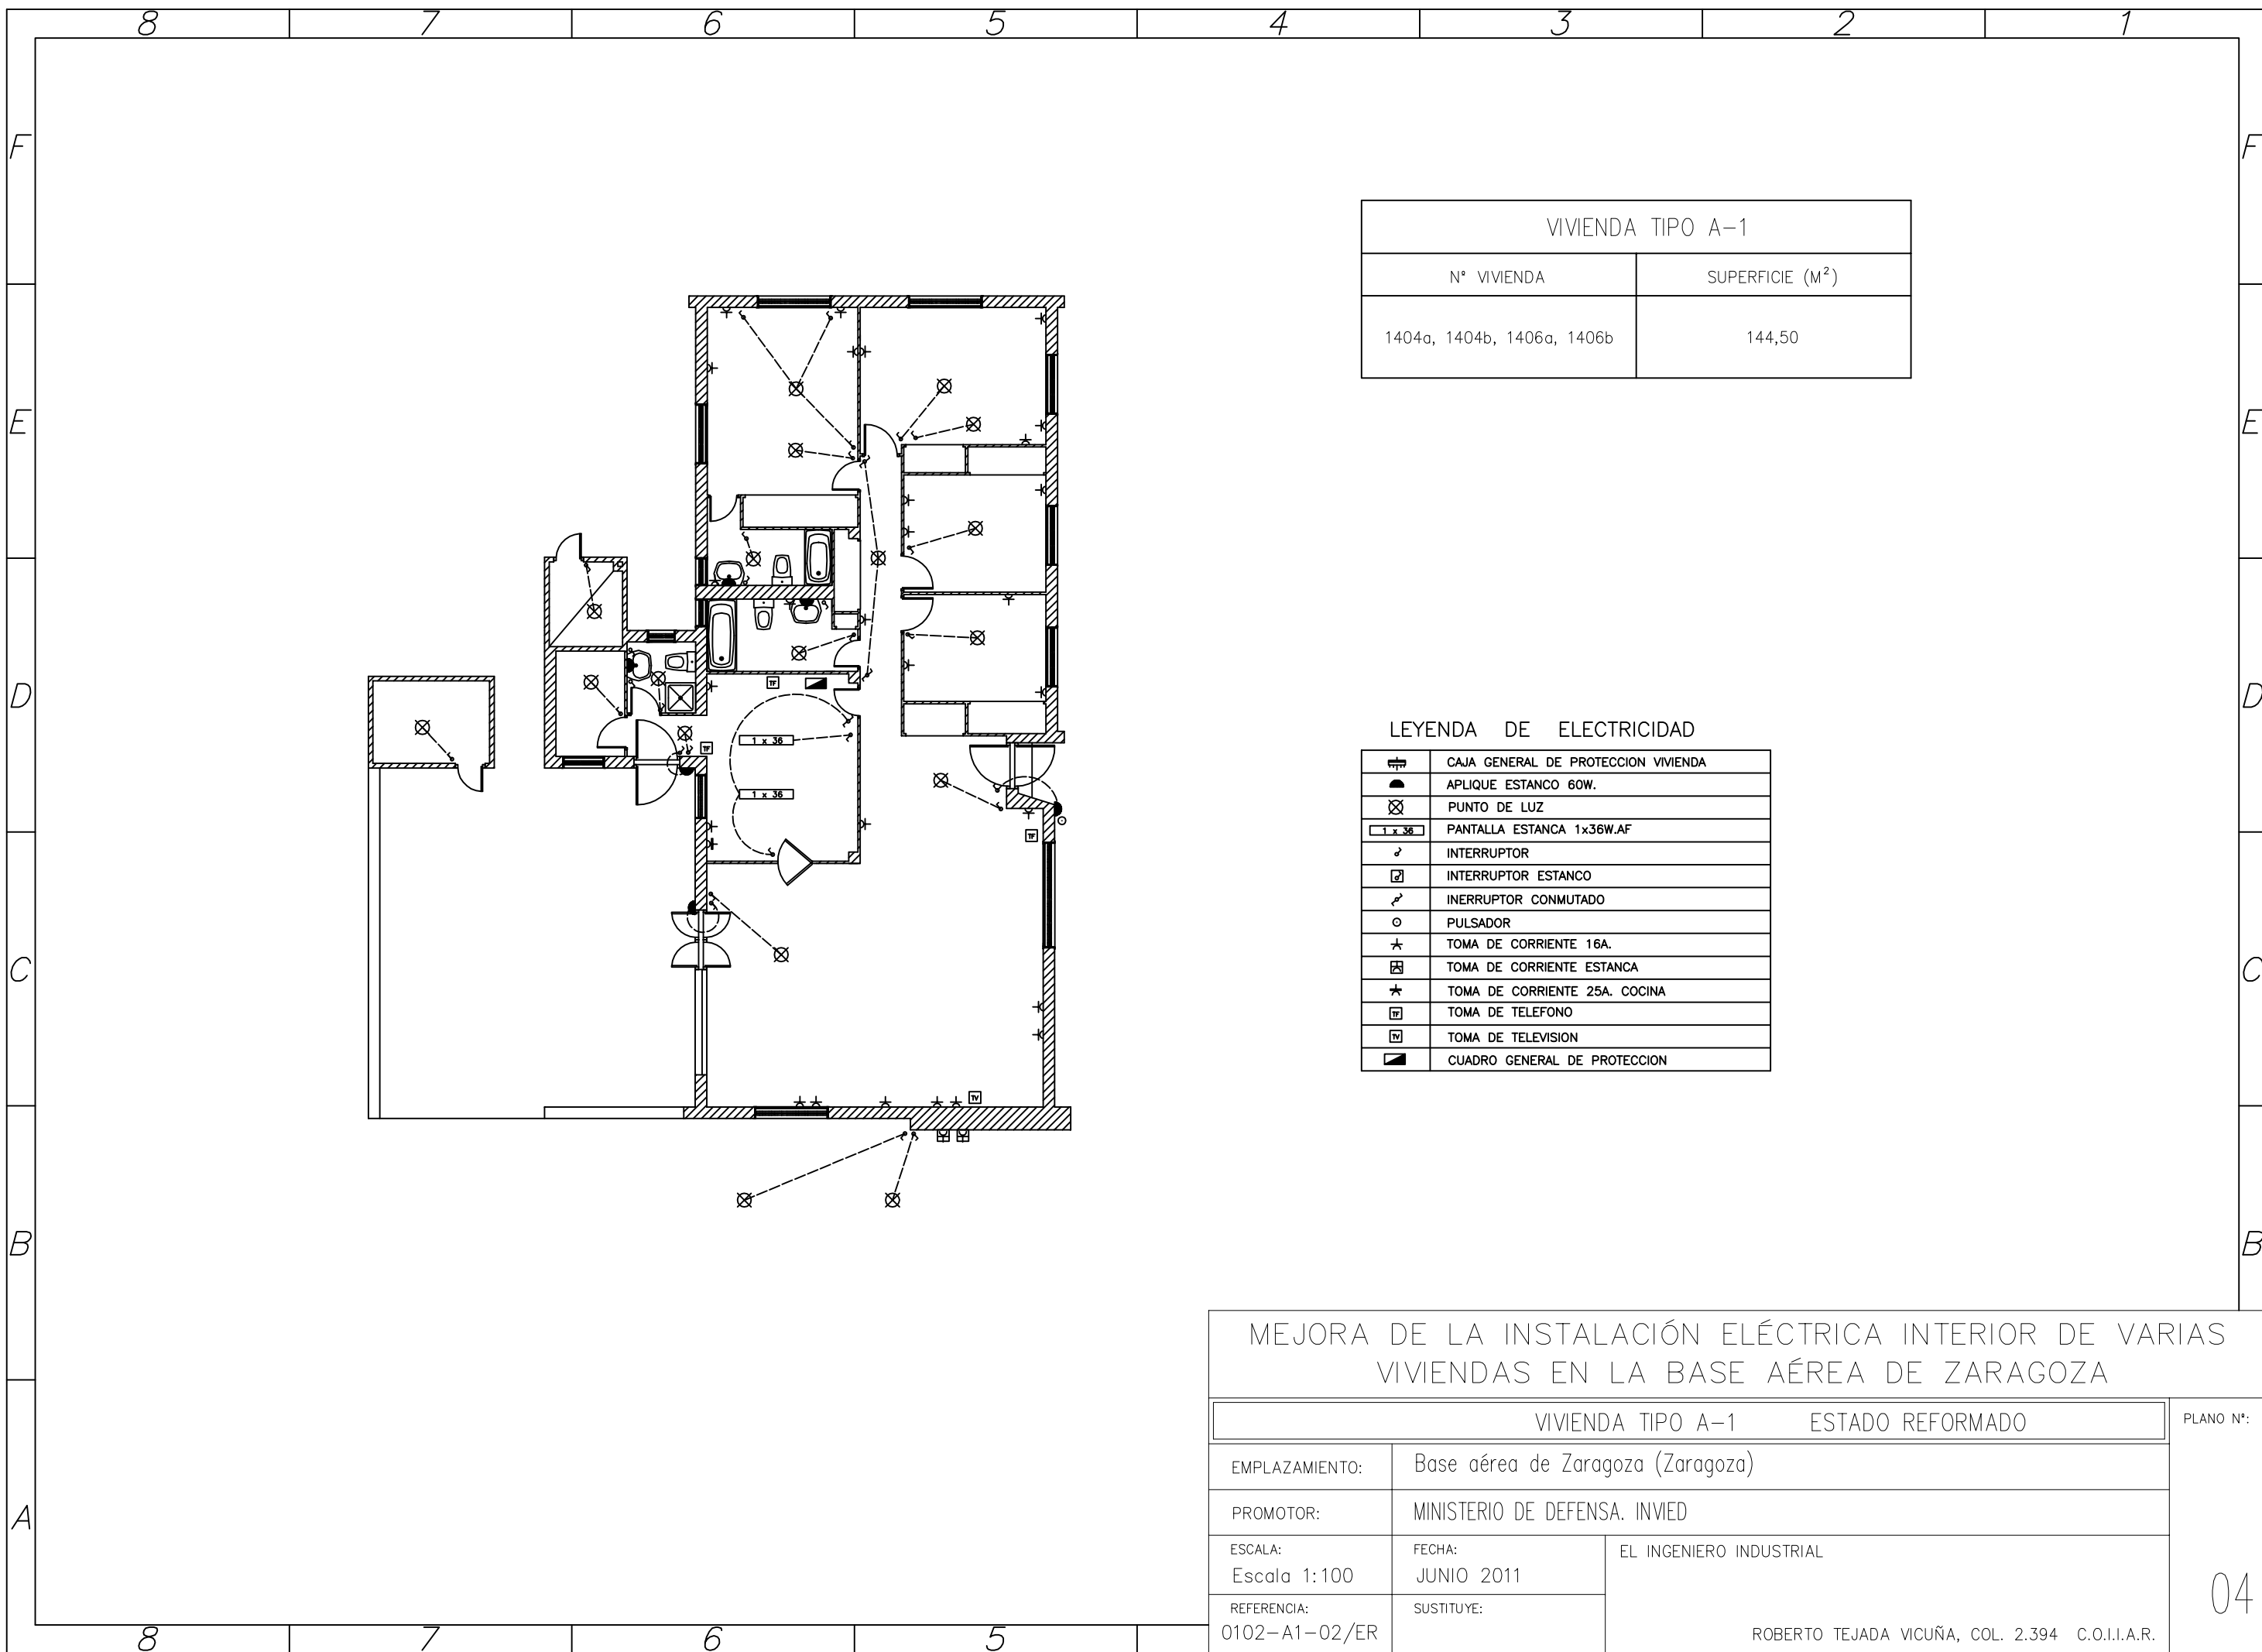 8 7 6 5 4 3 2 1
F F
E E
D D
C C
B B
A
VIVIENDA TIPO A-1
Nº VIVIENDA SUPERFICIE (M²)
1404a, 1404b, 1406a, 1406b 144,50
TF
1 x 36
TF
1 x 36
TF
TV
LEYENDA DE ELECTRICIDAD
CAJA GENERAL DE PROTECCION VIVIENDA
APLIQUE ESTANCO 60W.
PUNTO DE LUZ
1 x 36 PANTALLA ESTANCA 1x36W.AF
INTERRUPTOR
INTERRUPTOR ESTANCO
INERRUPTOR CONMUTADO
PULSADOR
TOMA DE CORRIENTE 16A.
TOMA DE CORRIENTE ESTANCA
TOMA DE CORRIENTE 25A. COCINA
TF TOMA DE TELEFONO
TV TOMA DE TELEVISION
CUADRO GENERAL DE PROTECCION
MEJORA DE LA INSTALACIÓN ELÉCTRICA INTERIOR DE VARIAS
VIVIENDAS EN LA BASE AÉREA DE ZARAGOZA
VIVIENDA TIPO A-1 ESTADO REFORMADO
PLANO Nº:
EMPLAZAMIENTO: Base aérea de Zaragoza (Zaragoza)
PROMOTOR: MINISTERIO DE DEFENSA. INVIED
ESCALA: FECHA: EL INGENIERO INDUSTRIAL
Escala 1:100 JUNIO 2011
04
REFERENCIA: SUSTITUYE:
0102-A1-02/ER ROBERTO TEJADA VICUÑA, COL. 2.394 C.O.I.I.A.R.
8 7 6 5